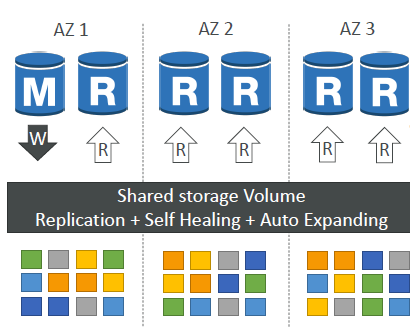 AZ 1 AZ 2 AZ 3
M R R R R R
W R R R R R
Shared storage Volume
Replication + Self Healing + Auto Expanding